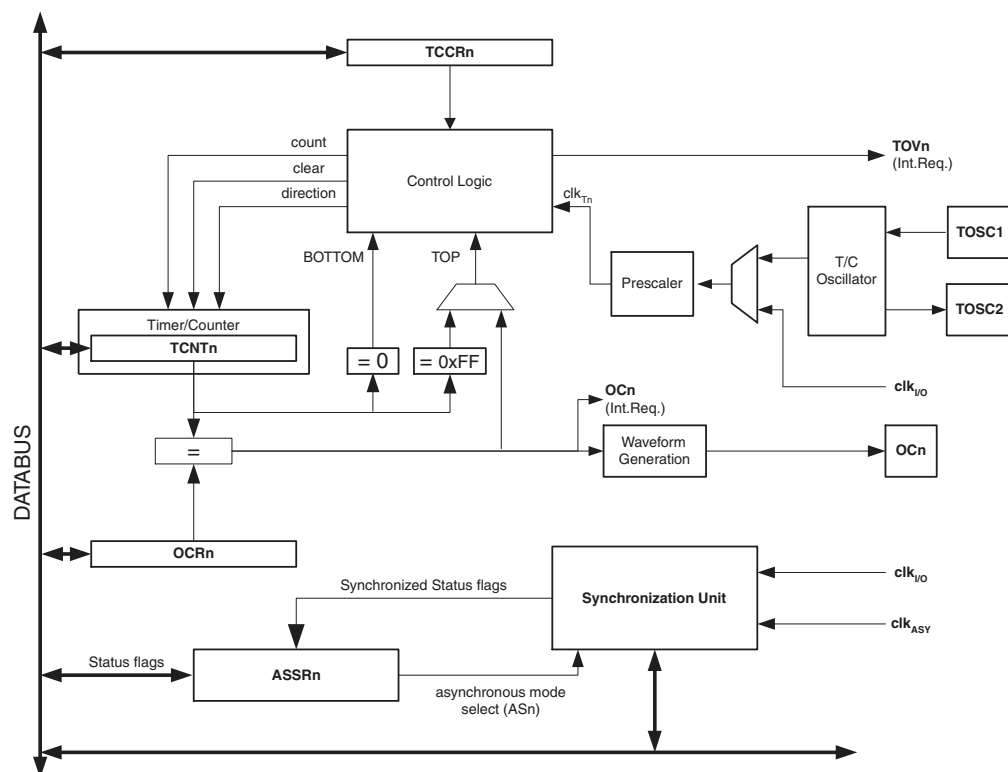 TCCRn
count
clear
direction
Control Logic
TOVn
(Int.Req.)
clkTn
BOTTOM
TOP
Prescaler
T/C
Oscillator
TOSC1
TOSC2
Timer/Counter
TCNTn
= 0
= 0xFF
clkI/O
OCn
(Int.Req.)
=
Waveform
Generation
OCn
DATABUS
OCRn
Synchronized Status flags
Synchronization Unit
clkI/O
clkASY
Status flags
ASSRn
asynchronous mode
select (ASn)